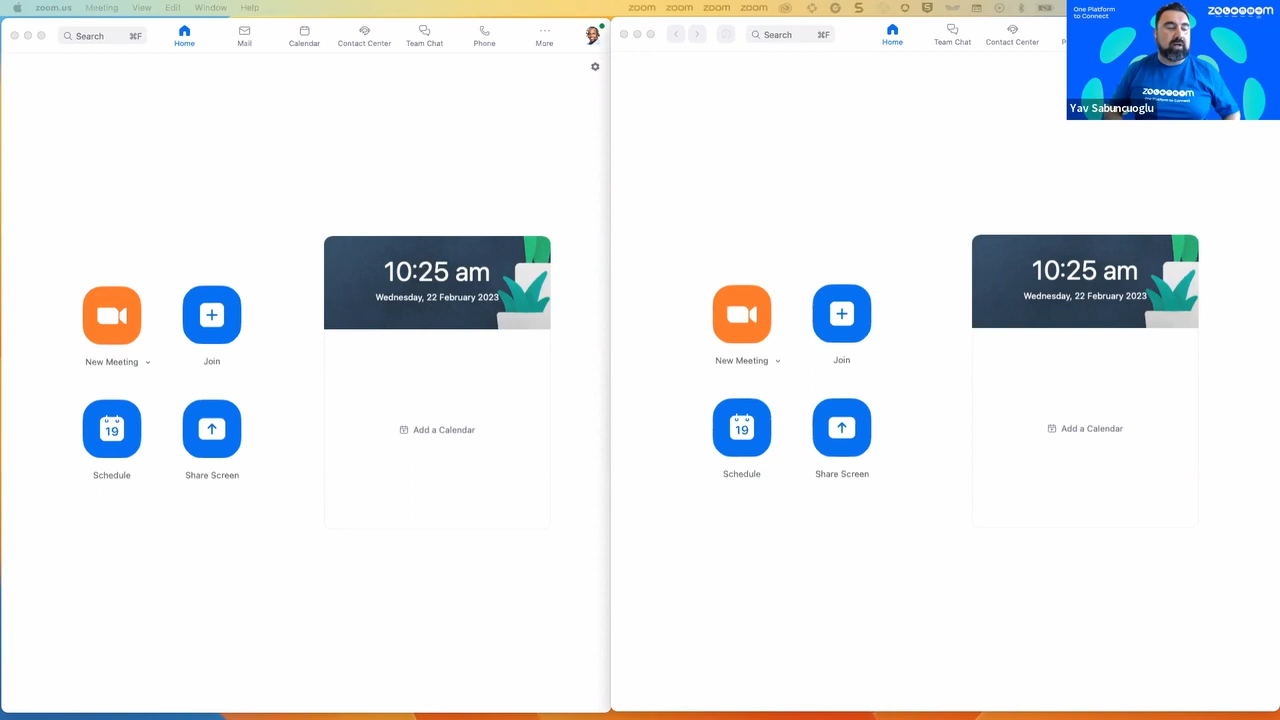 zoom.us Meeting View Edit Window Help
zoom zoom zoom zoom
Search ⌘F
Home
Mail
Calendar
Contact Center
Team Chat
Phone
More
10:25 am
Wednesday, 22 February 2023
New Meeting
Join
19
Schedule
Share Screen
Add a Calendar
Search ⌘F
Home
Team Chat
Contact Center
10:25 am
Wednesday, 22 February 2023
New Meeting
Join
19
Schedule
Share Screen
Add a Calendar
One Platform
to Connect
Yav Sabuncuoglu